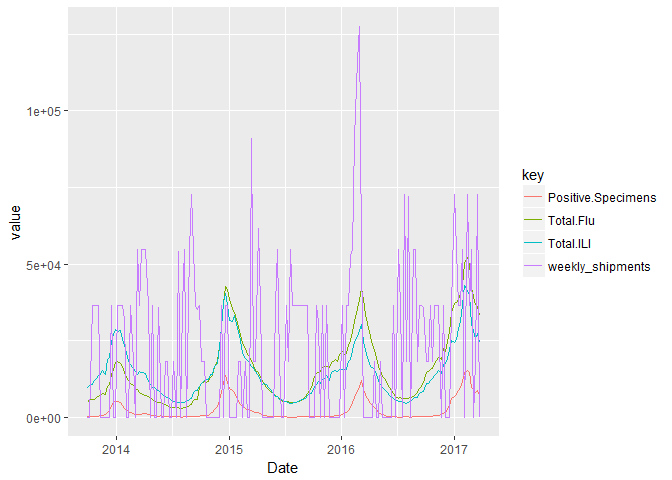 1e+05
5e+04
0e+00
value
2014
2015
2016
2017
Date
key
Positive.Specimens
Total.Flu
Total.ILI
weekly_shipments